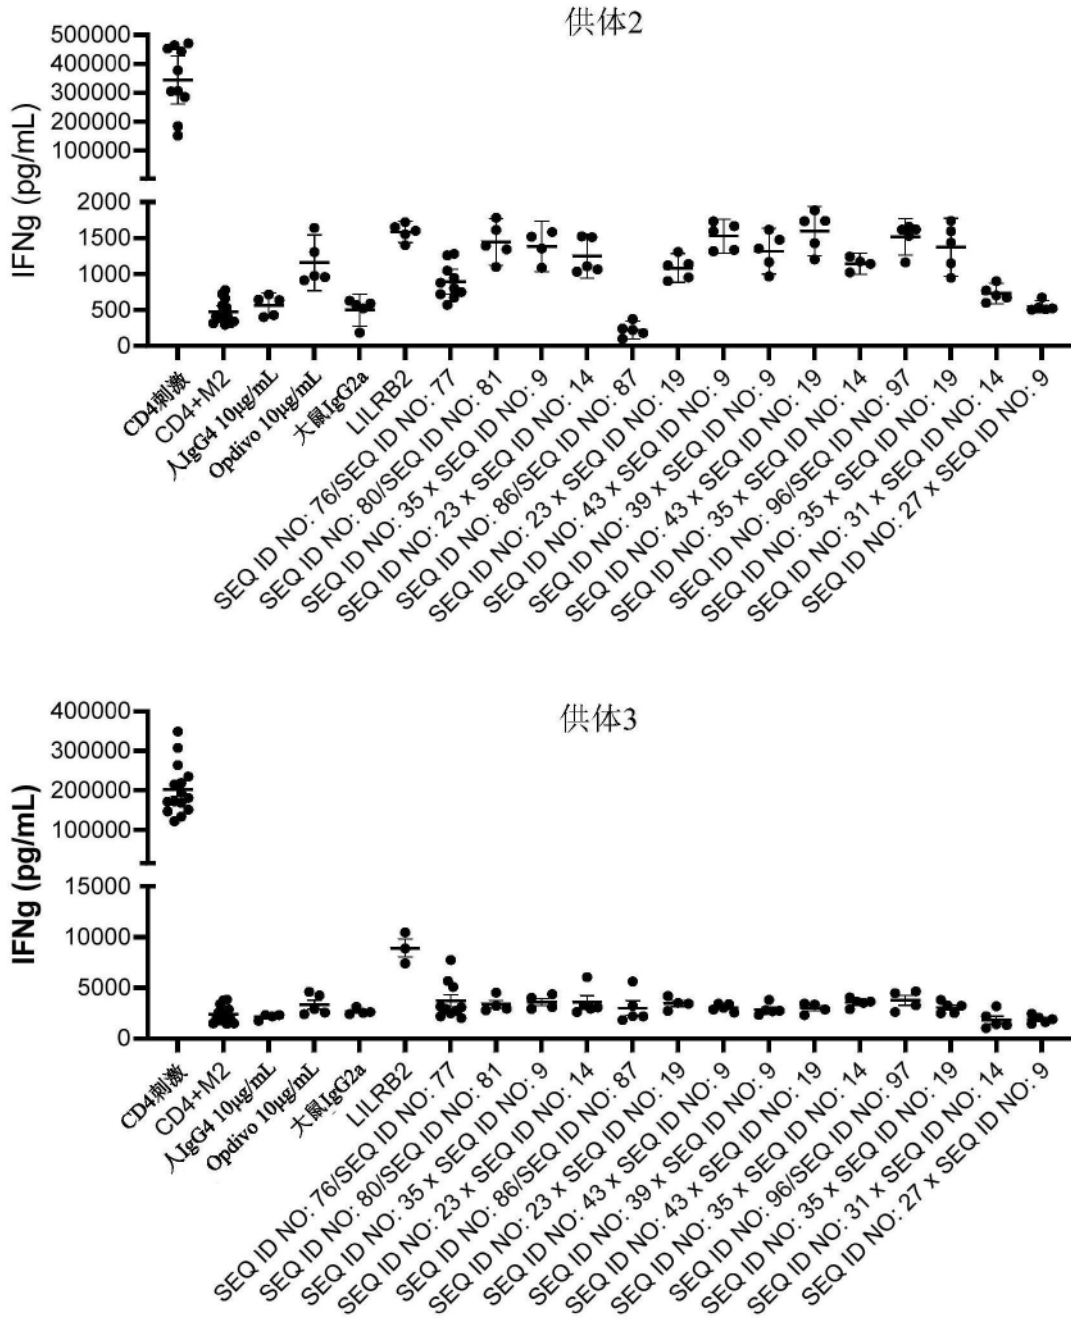 供体2
IFNg (pg/mL)
500000
400000
300000
200000
100000
2000
1500
1000
500
0
CD4刺激
CD4+M2
人IgG4 10μg/mL
Opdivo 10μg/mL
大鼠IgG2a
LILRB2
SEQ ID NO: 76/SEQ ID NO: 77
SEQ ID NO: 80/SEQ ID NO: 81
SEQ ID NO: 35 x SEQ ID NO: 9
SEQ ID NO: 23 x SEQ ID NO: 14
SEQ ID NO: 86/SEQ ID NO: 87
SEQ ID NO: 23 x SEQ ID NO: 19
SEQ ID NO: 43 x SEQ ID NO: 9
SEQ ID NO: 39 x SEQ ID NO: 9
SEQ ID NO: 43 x SEQ ID NO: 19
SEQ ID NO: 35 x SEQ ID NO: 14
SEQ ID NO: 96/SEQ ID NO: 97
SEQ ID NO: 35 x SEQ ID NO: 19
SEQ ID NO: 31 x SEQ ID NO: 14
SEQ ID NO: 27 x SEQ ID NO: 9
供体3
IFNg (pg/mL)
400000
300000
200000
100000
15000
10000
5000
0
CD4刺激
CD4+M2
人IgG4 10μg/mL
Opdivo 10μg/mL
大鼠IgG2a
LILRB2
SEQ ID NO: 76/SEQ ID NO: 77
SEQ ID NO: 80/SEQ ID NO: 81
SEQ ID NO: 35 x SEQ ID NO: 9
SEQ ID NO: 23 x SEQ ID NO: 14
SEQ ID NO: 86/SEQ ID NO: 87
SEQ ID NO: 23 x SEQ ID NO: 19
SEQ ID NO: 43 x SEQ ID NO: 9
SEQ ID NO: 39 x SEQ ID NO: 9
SEQ ID NO: 43 x SEQ ID NO: 19
SEQ ID NO: 35 x SEQ ID NO: 14
SEQ ID NO: 96/SEQ ID NO: 97
SEQ ID NO: 35 x SEQ ID NO: 19
SEQ ID NO: 31 x SEQ ID NO: 14
SEQ ID NO: 27 x SEQ ID NO: 9